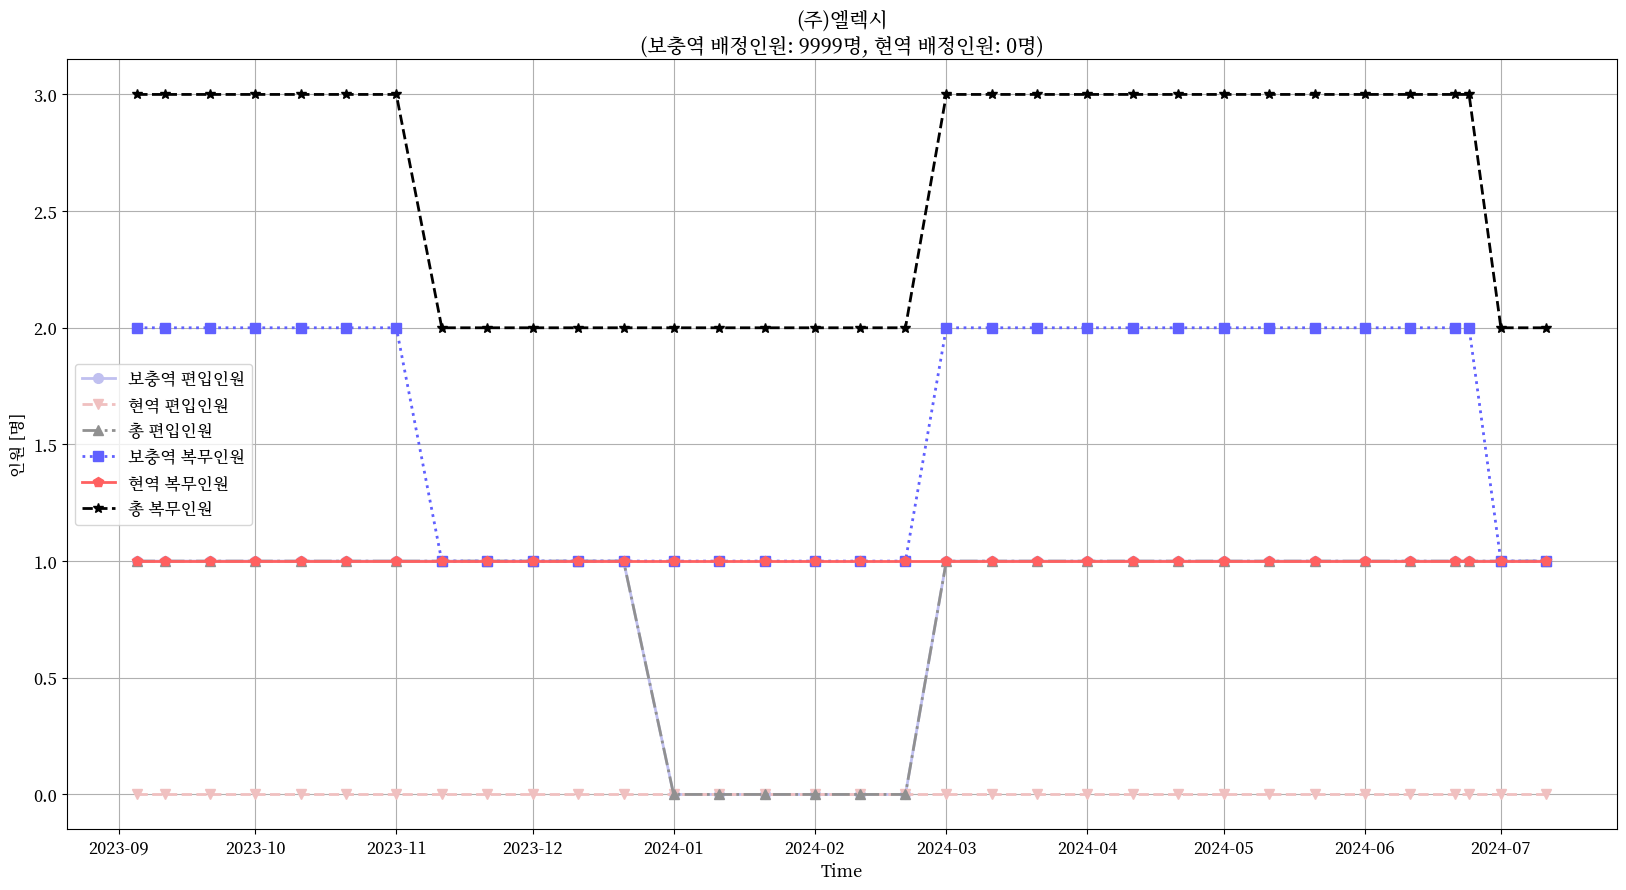 (주)엘렉시
(보충역 배정인원: 9999명, 현역 배정인원: 0명)
인원 [명]
3.0
2.5
2.0
1.5
1.0
0.5
0.0
보충역 편입인원
현역 편입인원
총 편입인원
보충역 복무인원
현역 복무인원
총 복무인원
2023-09 2023-10 2023-11 2023-12 2024-01 2024-02 2024-03 2024-04 2024-05 2024-06 2024-07
Time